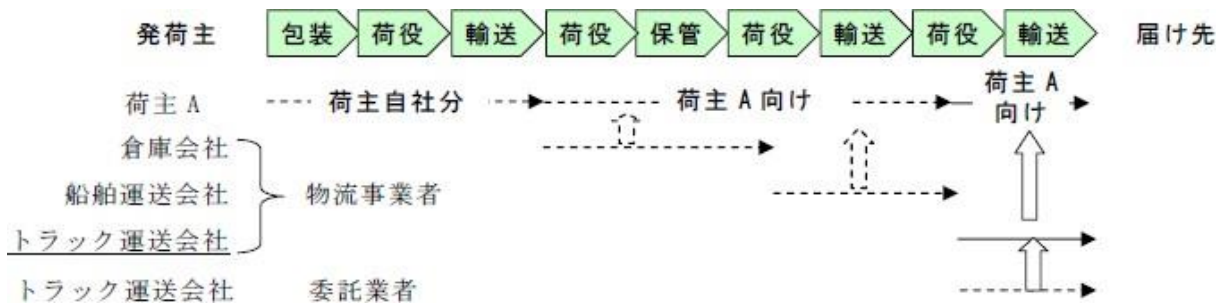 発荷主 包装 荷役 輸送 荷役 保管 荷役 輸送 荷役 輸送 届け先
荷主 A 荷主自社分 荷主 A 向け 荷主 A
向け
倉庫会社
船舶運送会社 物流事業者
トラック運送会社
トラック運送会社 委託業者